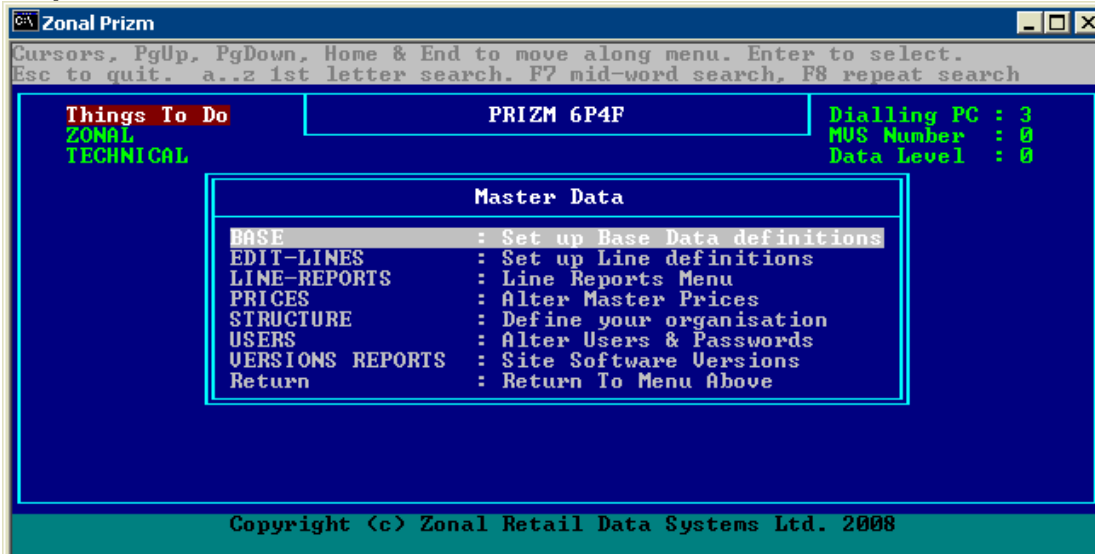 Zonal Prizm
Cursors, PgUp, PgDown, Home & End to move along menu. Enter to select.
Esc to quit. a..z 1st letter search. F7 mid-word search, F8 repeat search
Things To Do
ZONAL
TECHNICAL
PRIZM 6P4F
Dialling PC : 3
MVS Number : 0
Data Level : 0
Master Data
BASE : Set up Base Data definitions
EDIT-LINES : Set up Line definitions
LINE-REPORTS : Line Reports Menu
PRICES : Alter Master Prices
STRUCTURE : Define your organisation
USERS : Alter Users & Passwords
VERSIONS REPORTS : Site Software Versions
Return : Return To Menu Above
Copyright (c) Zonal Retail Data Systems Ltd. 2008